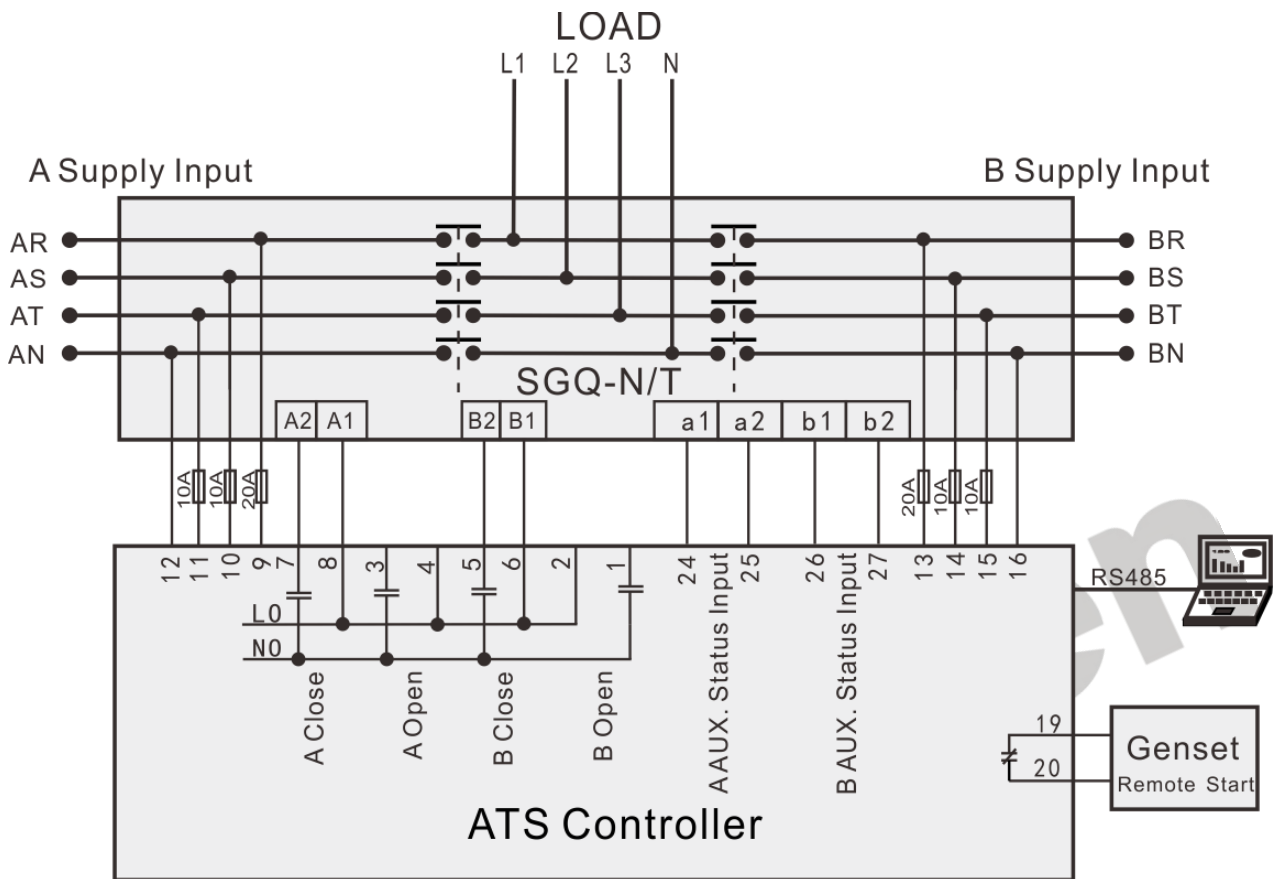 LOAD
L1 L2 L3 N
A Supply Input
B Supply Input
AR
BR
AS
BS
AT
BT
AN
BN
SGQ-N/T
A2 A1
B2 B1
a1 a2 b1 b2
10A
10A
20A
20A
10A
10A
12
11
10
9
7
8
3
4
5
6
2
1
24
25
26
27
13
14
15
16
RS485
L0
N0
A Close
A Open
B Close
B Open
A AUX. Status Input
B AUX. Status Input
19
20
Genset
Remote Start
ATS Controller
en